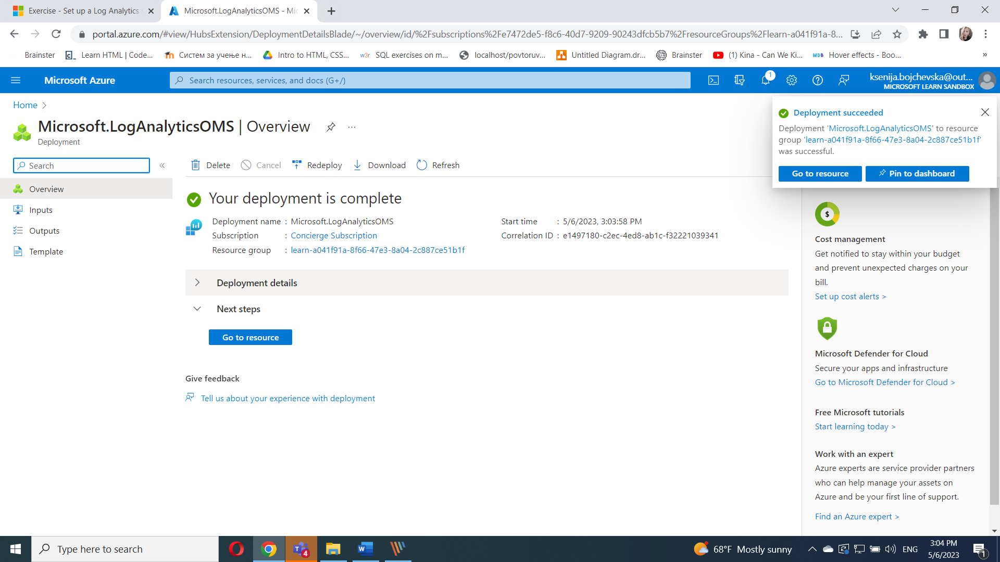 Exercise - Set up a Log Analytics
Microsoft.LogAnalyticsOMS - Mic
portal.azure.com/#view/HubsExtension/DeploymentDetailsBlade/~/overview/id/%2Fsubscriptions%2Fe7472de5-f8c6-40d7-9209-90243dfcb5b7%2FresourceGroups%2Flearn-a041f91a-8...
Brainster
Learn HTML | Code...
Систем за учење н...
Intro to HTML, CSS...
w3r SQL exercises on m...
localhost/povtoruv...
Untitled Diagram.dr...
Brainster
(1) Kina - Can We Ki...
MDB Hover effects - Boo...
»
Microsoft Azure
Search resources, services, and docs (G+/)
1
ksenija.bojchevska@out...
MICROSOFT LEARN SANDBOX
Home
Microsoft.LogAnalyticsOMS | Overview
...
Deployment
Search
«
Overview
Inputs
Outputs
Template
Delete
Cancel
Redeploy
Download
Refresh
Your deployment is complete
Deployment name : Microsoft.LogAnalyticsOMS
Subscription : Concierge Subscription
Resource group : learn-a041f91a-8f66-47e3-8a04-2c887ce51b1f
Start time : 5/6/2023, 3:03:58 PM
Correlation ID : e1497180-c2ec-4ed8-ab1c-f32221039341
Deployment details
Next steps
Go to resource
Give feedback
Tell us about your experience with deployment
Deployment succeeded
Deployment 'Microsoft.LogAnalyticsOMS' to resource
group 'learn-a041f91a-8f66-47e3-8a04-2c887ce51b1f'
was successful.
Go to resource
Pin to dashboard
$
Cost management
Get notified to stay within your budget
and prevent unexpected charges on your
bill.
Set up cost alerts >
Microsoft Defender for Cloud
Secure your apps and infrastructure
Go to Microsoft Defender for Cloud >
Free Microsoft tutorials
Start learning today >
Work with an expert
Azure experts are service provider partners
who can help manage your assets on
Azure and be your first line of support.
Find an Azure expert >
Type here to search
4
68°F Mostly sunny
ENG
3:04 PM
5/6/2023
1